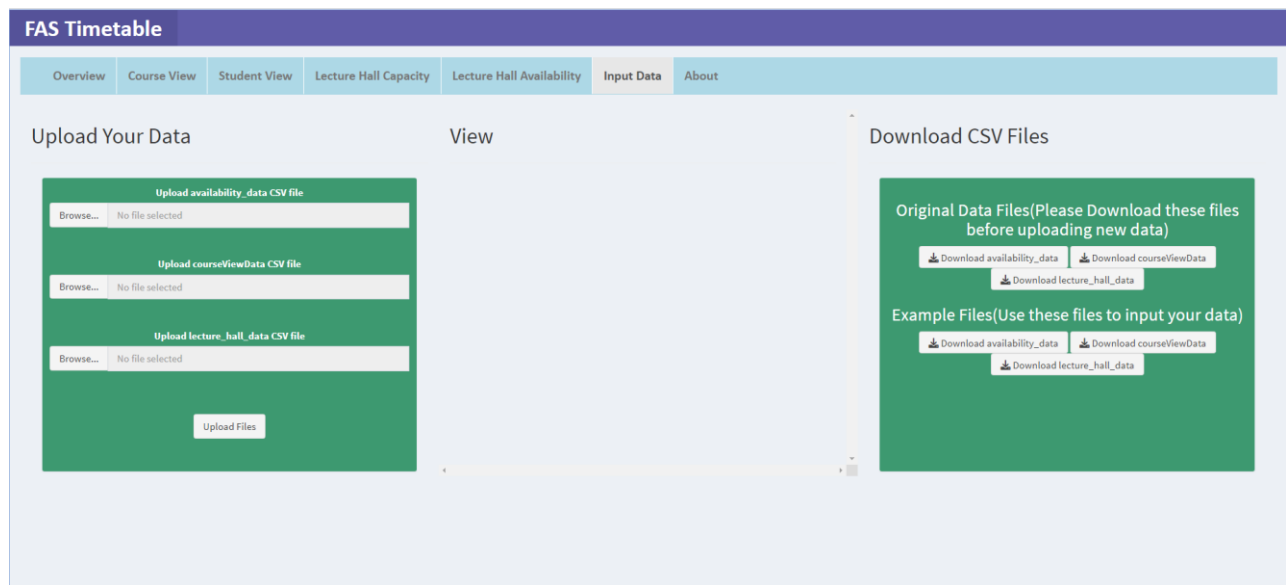 FAS Timetable
Overview
Course View
Student View
Lecture Hall Capacity
Lecture Hall Availability
Input Data
About
Upload Your Data
Upload availability_data CSV file
Browse... No file selected
Upload courseViewData CSV file
Browse... No file selected
Upload lecture_hall_data CSV file
Browse... No file selected
Upload Files
View
Download CSV Files
Original Data Files(Please Download these files
before uploading new data)
Download availability_data
Download courseViewData
Download lecture_hall_data
Example Files(Use these files to input your data)
Download availability_data
Download courseViewData
Download lecture_hall_data